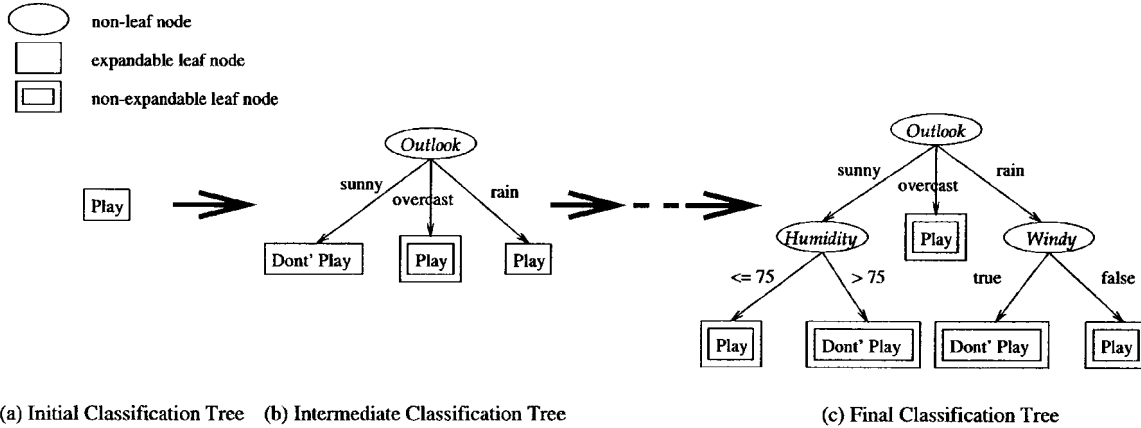 non-leaf node
expandable leaf node
non-expandable leaf node
Play
Outlook
sunny
overcast
rain
Dont' Play
Play
Play
Outlook
sunny
overcast
rain
Humidity
Play
Windy
<= 75
> 75
true
false
Play
Dont' Play
Dont' Play
Play
(a) Initial Classification Tree
(b) Intermediate Classification Tree
(c) Final Classification Tree